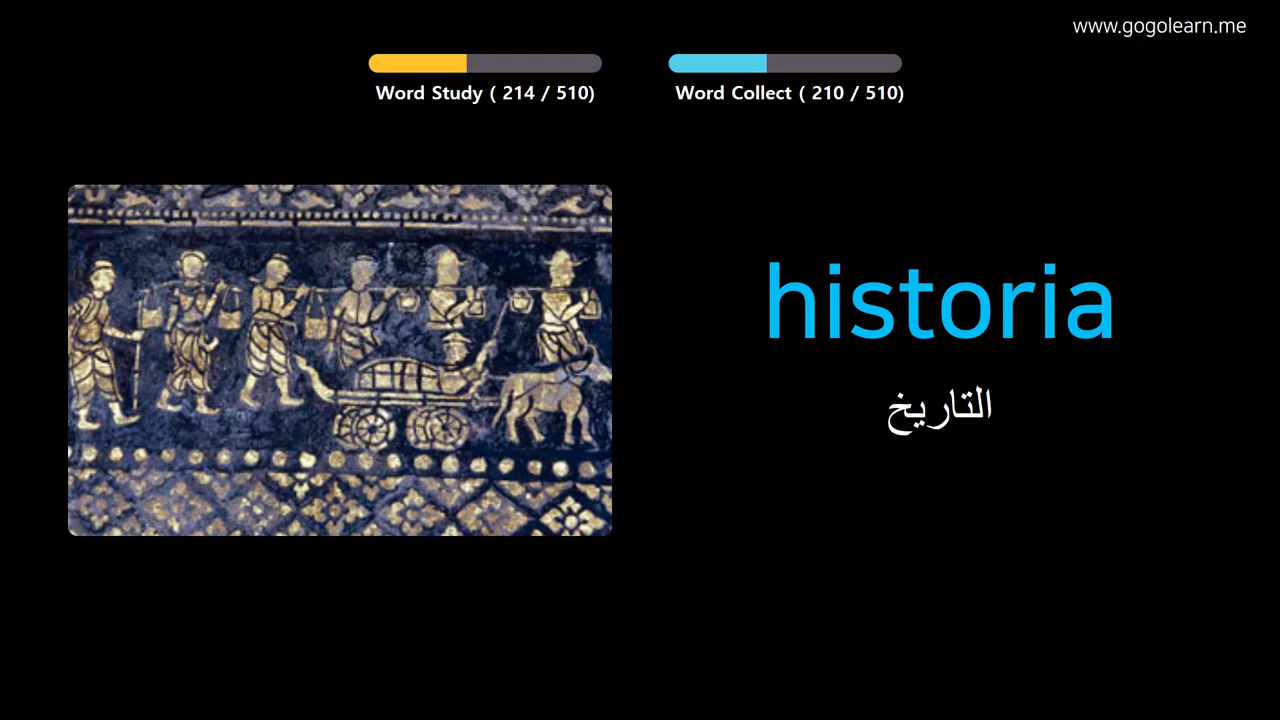 www.gogolearn.me
Word Study ( 214 / 510)
Word Collect ( 210 / 510)
historia
التاريخ